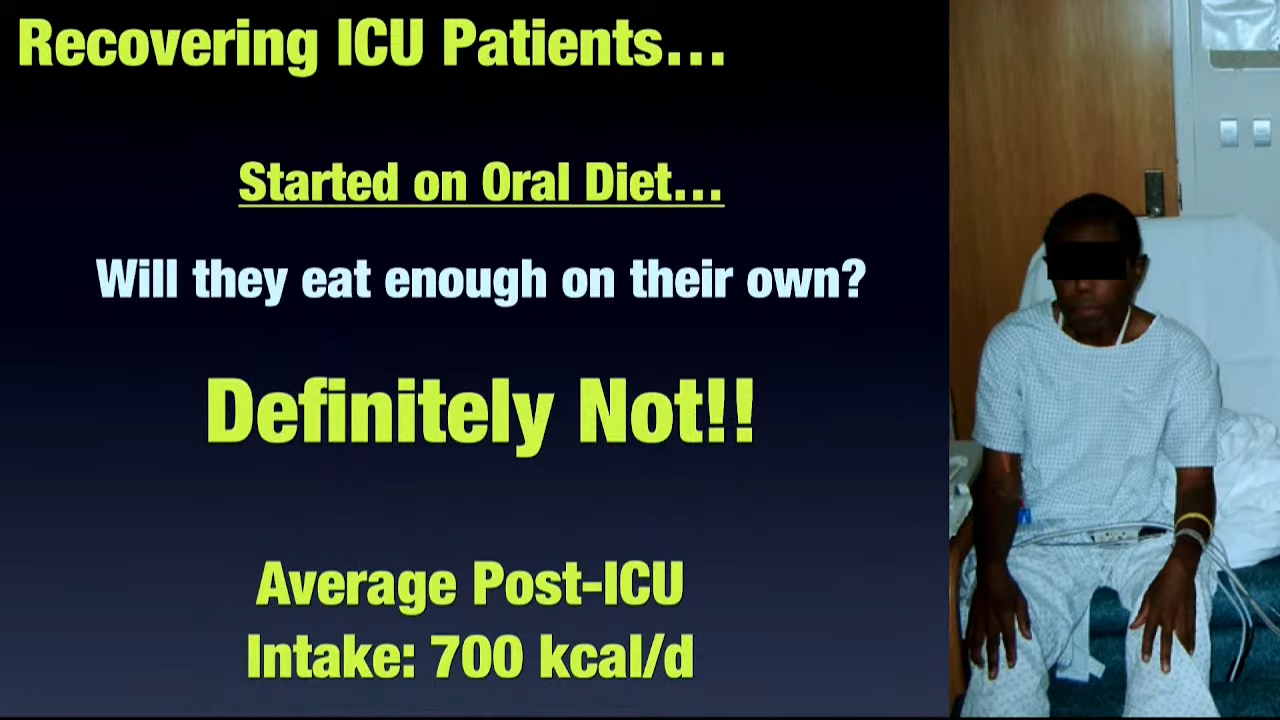 Recovering ICU Patients...
Started on Oral Diet...
Will they eat enough on their own?
Definitely Not!!
Average Post-ICU
Intake: 700 kcal/d